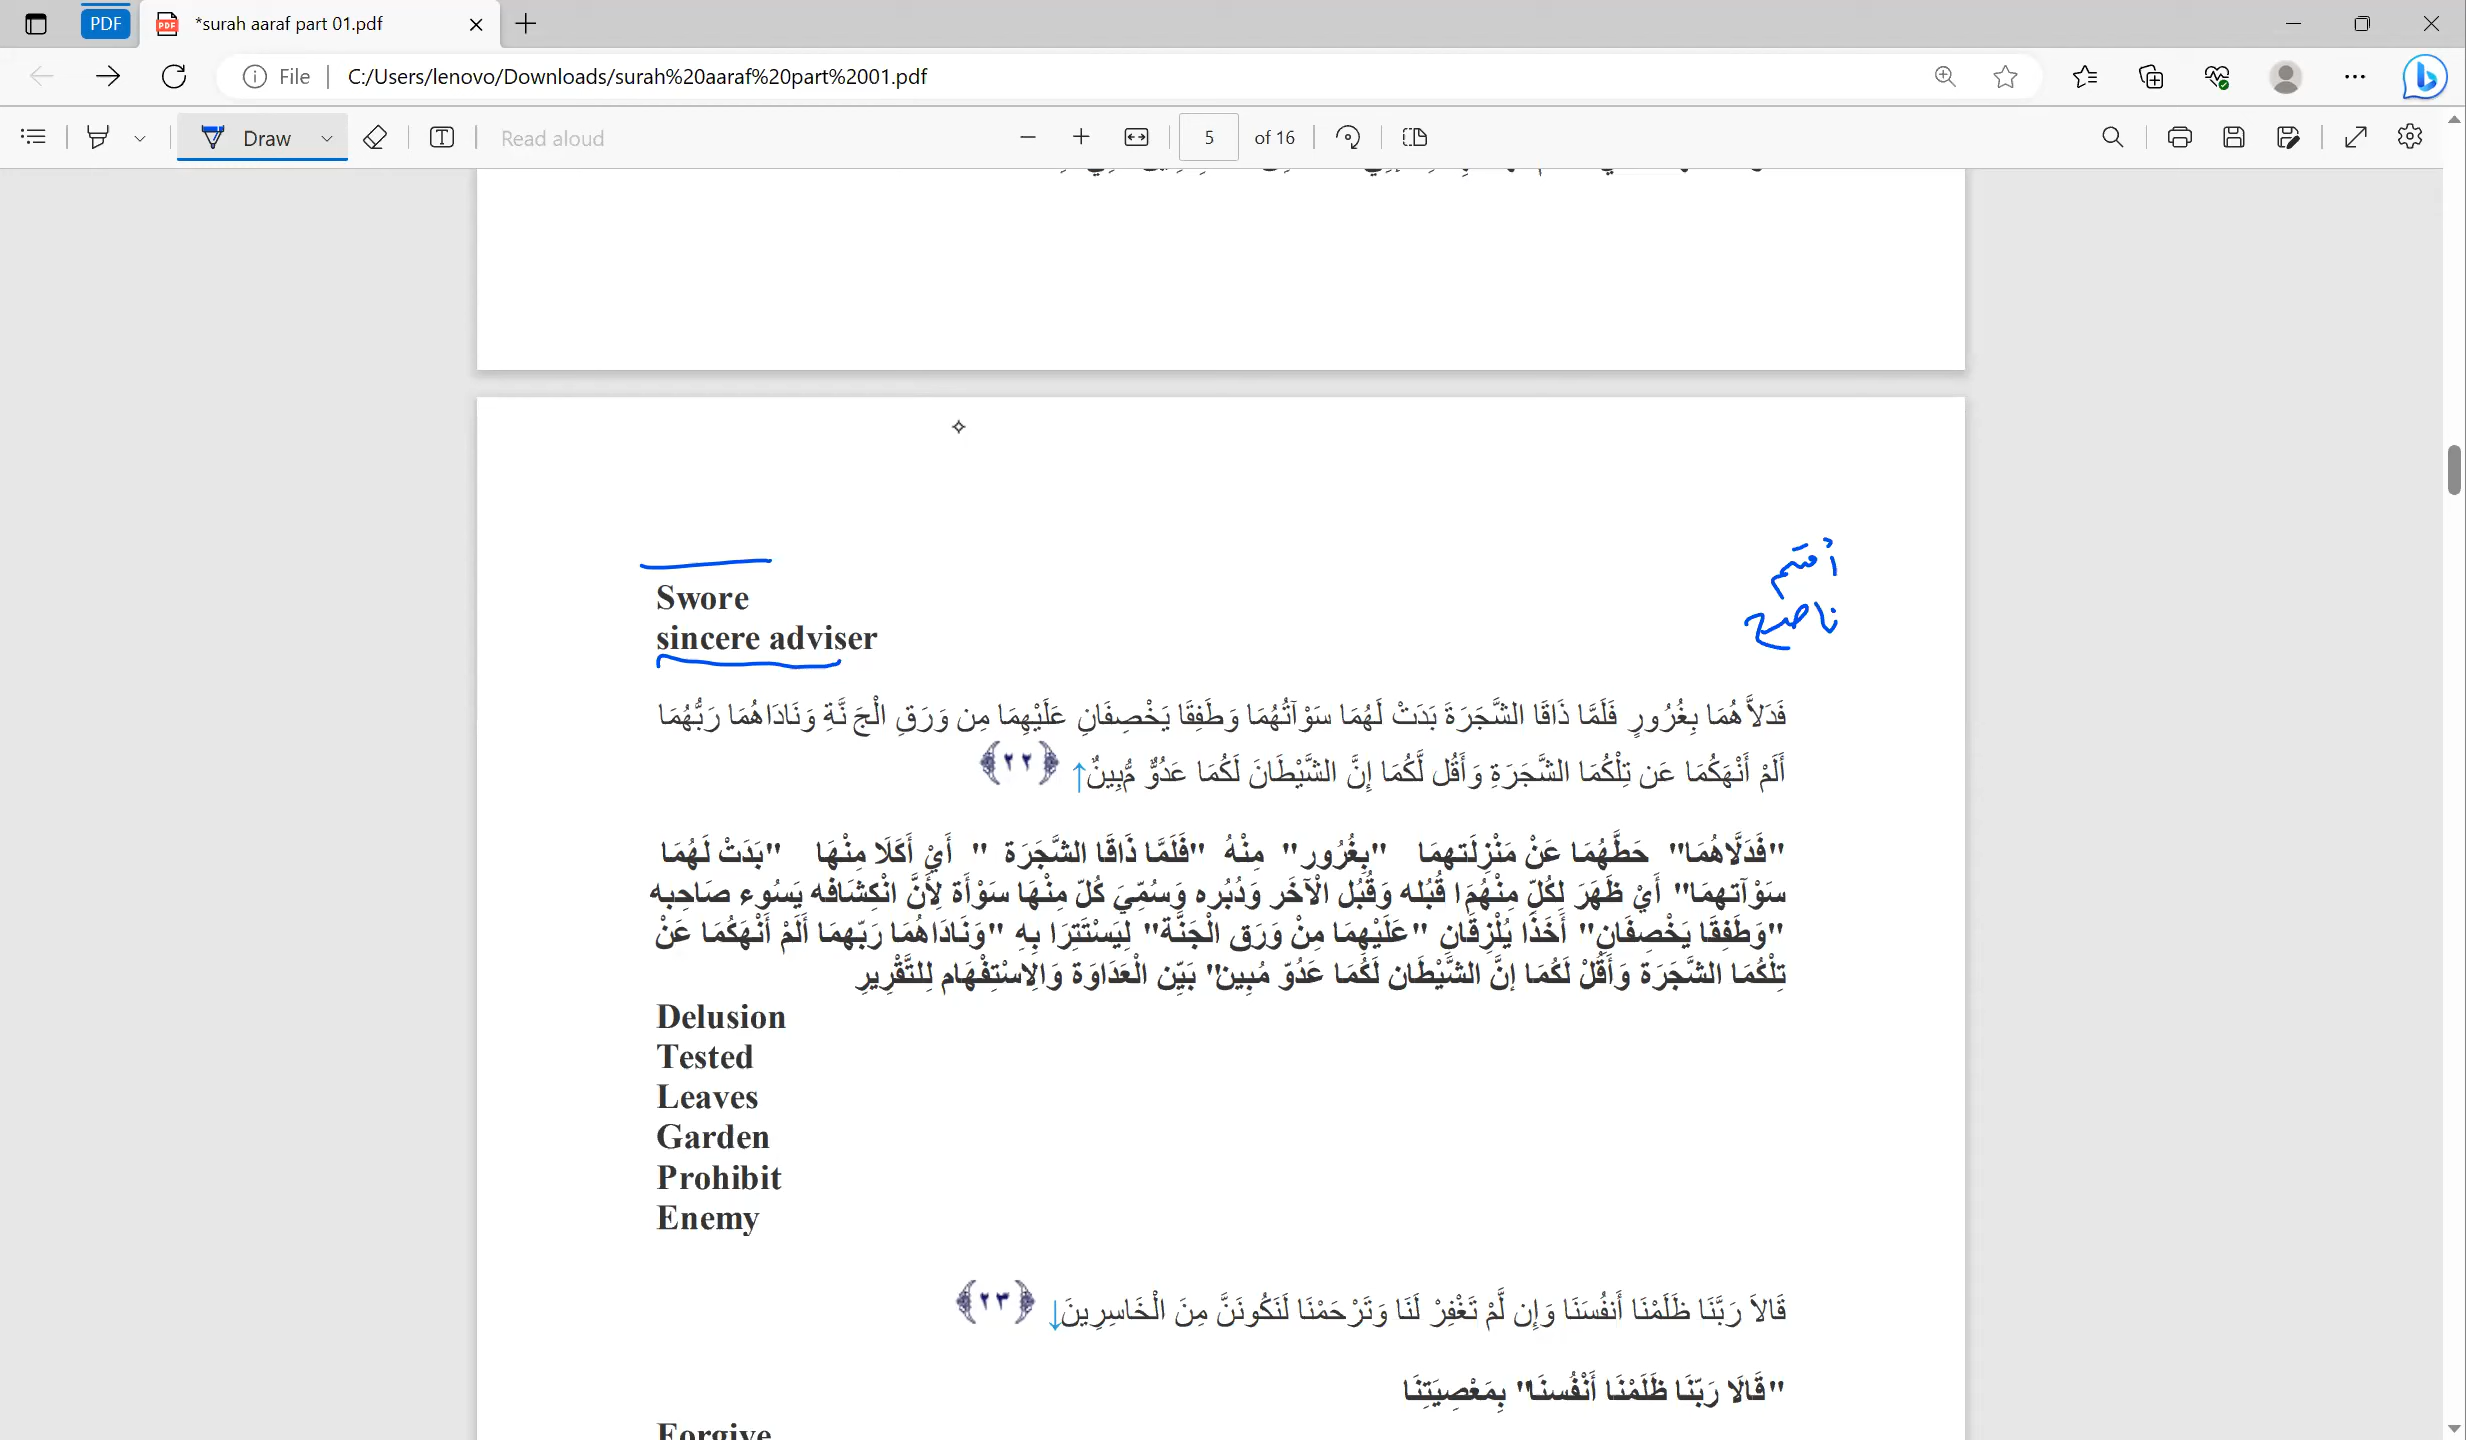 PDF
*surah aaraf part 01.pdf
File
C:/Users/lenovo/Downloads/surah%20aaraf%20part%2001.pdf
Draw
Read aloud
5 of 16
أقسم
ناصح
Swore
sincere adviser
فَدَلاَّهُمَا بِغُرُورٍ فَلَمَّا ذَاقَا الشَّجَرَةَ بَدَتْ لَهُمَا سَوْآتُهُمَا وَطَفِقَا يَخْصِفَانِ عَلَيْهِمَا مِن وَرَقِ الْجَنَّةِ وَنَادَاهُمَا رَبُّهُمَا
أَلَمْ أَنْهَكُمَا عَن تِلْكُمَا الشَّجَرَةِ وَأَقُل لَّكُمَا إِنَّ الشَّيْطَانَ لَكُمَا عَدُوٌّ مُّبِينٌ↑ ﴿٢٢﴾
"فَدَلَّاهُمَا" حَطَّهُمَا عَنْ مَنْزِلَتهمَا "بِغُرُور" مِنْهُ "فَلَمَّا ذَاقَا الشَّجَرَة " أَيْ أَكَلَا مِنْهَا "بَدَتْ لَهُمَا
سَوْآتهمَا" أَيْ ظَهَرَ لِكُلِّ مِنْهُمَا قُبُله وَقُبُل الْآخَر وَدُبُره وَسُمِّيَ كُلّ مِنْهَا سَوْأَة لِأَنَّ انْكِشَافه يَسُوء صَاحِبه
"وَطَفِقَا يَخْصِفَانِ" أَخَذَا يُلْزِقَانِ "عَلَيْهِمَا مِنْ وَرَق الْجَنَّة" لِيَسْتَتِرَا بِهِ "وَنَادَاهُمَا رَبّهمَا أَلَمْ أَنْهَكُمَا عَنْ
تِلْكُمَا الشَّجَرَة وَأَقُلْ لَكُمَا إنَّ الشَّيْطَان لَكُمَا عَدُوّ مُبِين" بَيِّن الْعَدَاوَة وَالِاسْتِفْهَام لِلتَّقْرِيرِ
Delusion
Tested
Leaves
Garden
Prohibit
Enemy
قَالاَ رَبَّنَا ظَلَمْنَا أَنفُسَنَا وَإِن لَّمْ تَغْفِرْ لَنَا وَتَرْحَمْنَا لَنَكُونَنَّ مِنَ الْخَاسِرِينَ↓ ﴿٢٣﴾
"قَالَا رَبّنَا ظَلَمْنَا أَنْفُسنَا" بِمَعْصِيَتِنَا
Forgive